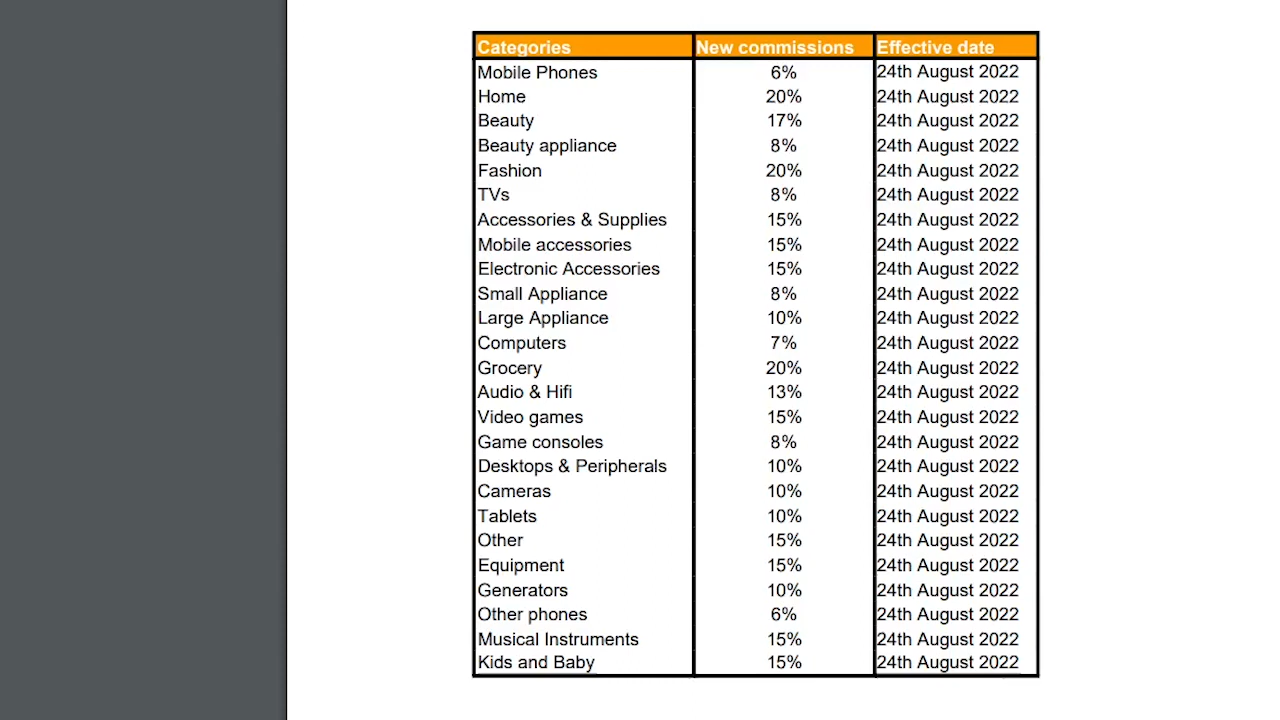 Categories New commissions Effective date
Mobile Phones 6% 24th August 2022
Home 20% 24th August 2022
Beauty 17% 24th August 2022
Beauty appliance 8% 24th August 2022
Fashion 20% 24th August 2022
TVs 8% 24th August 2022
Accessories & Supplies 15% 24th August 2022
Mobile accessories 15% 24th August 2022
Electronic Accessories 15% 24th August 2022
Small Appliance 8% 24th August 2022
Large Appliance 10% 24th August 2022
Computers 7% 24th August 2022
Grocery 20% 24th August 2022
Audio & Hifi 13% 24th August 2022
Video games 15% 24th August 2022
Game consoles 8% 24th August 2022
Desktops & Peripherals 10% 24th August 2022
Cameras 10% 24th August 2022
Tablets 10% 24th August 2022
Other 15% 24th August 2022
Equipment 15% 24th August 2022
Generators 10% 24th August 2022
Other phones 6% 24th August 2022
Musical Instruments 15% 24th August 2022
Kids and Baby 15% 24th August 2022